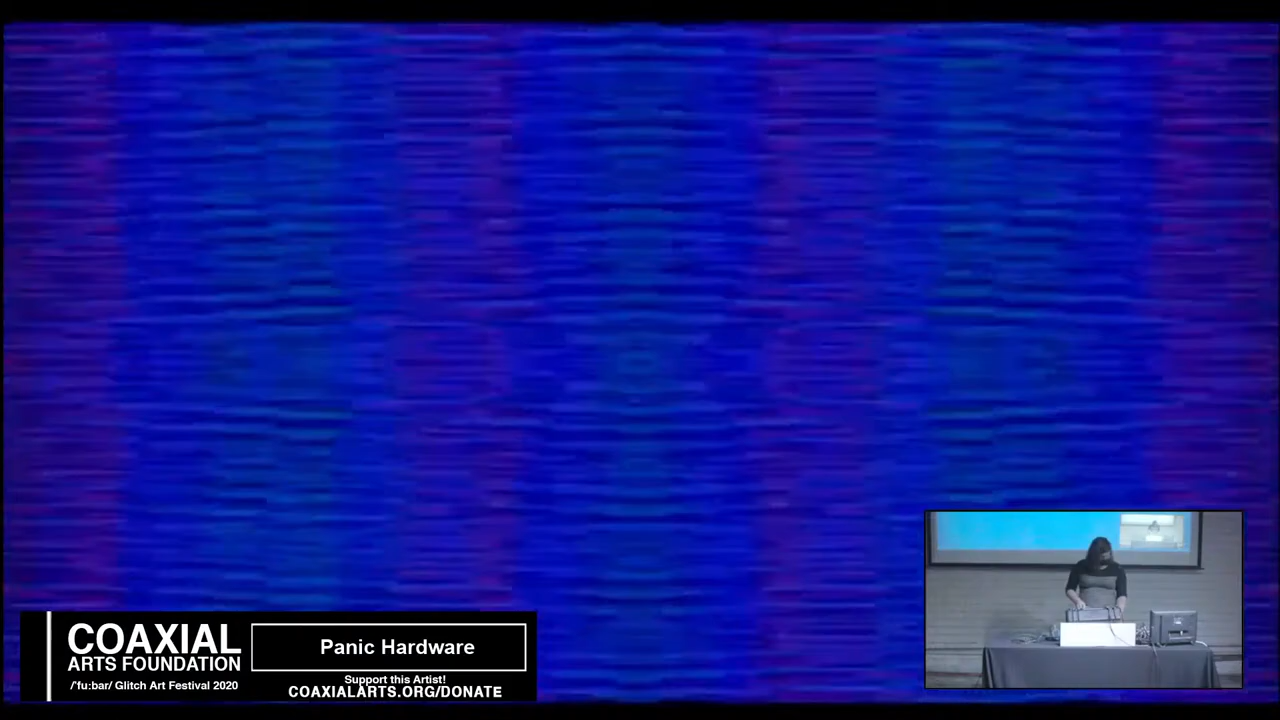 COAXIAL
ARTS FOUNDATION
/'fu:bar/ Glitch Art Festival 2020
Panic Hardware
Support this Artist!
COAXIALARTS.ORG/DONATE